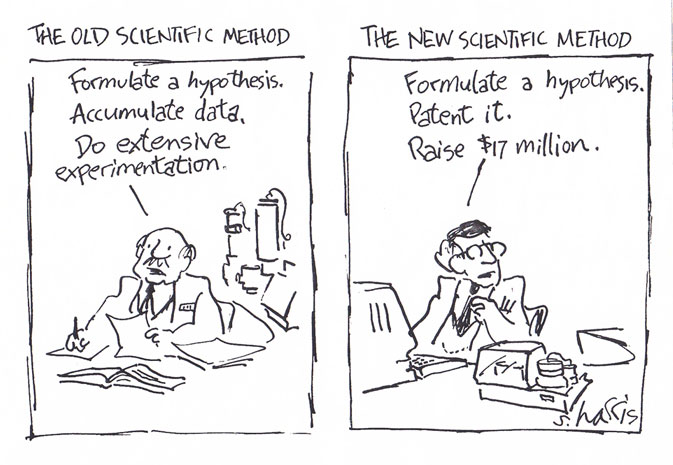 THE OLD SCIENTIFIC METHOD
Formulate a hypothesis.
Accumulate data.
Do extensive
experimentation.
THE NEW SCIENTIFIC METHOD
Formulate a hypothesis.
Patent it.
Raise $17 million.
s. harris